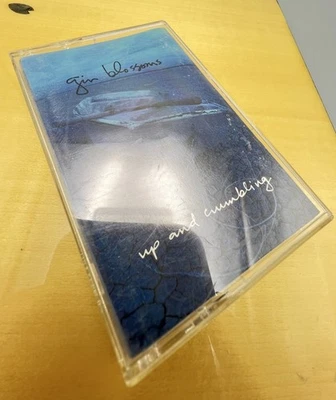 gin blossoms
up and crumbling